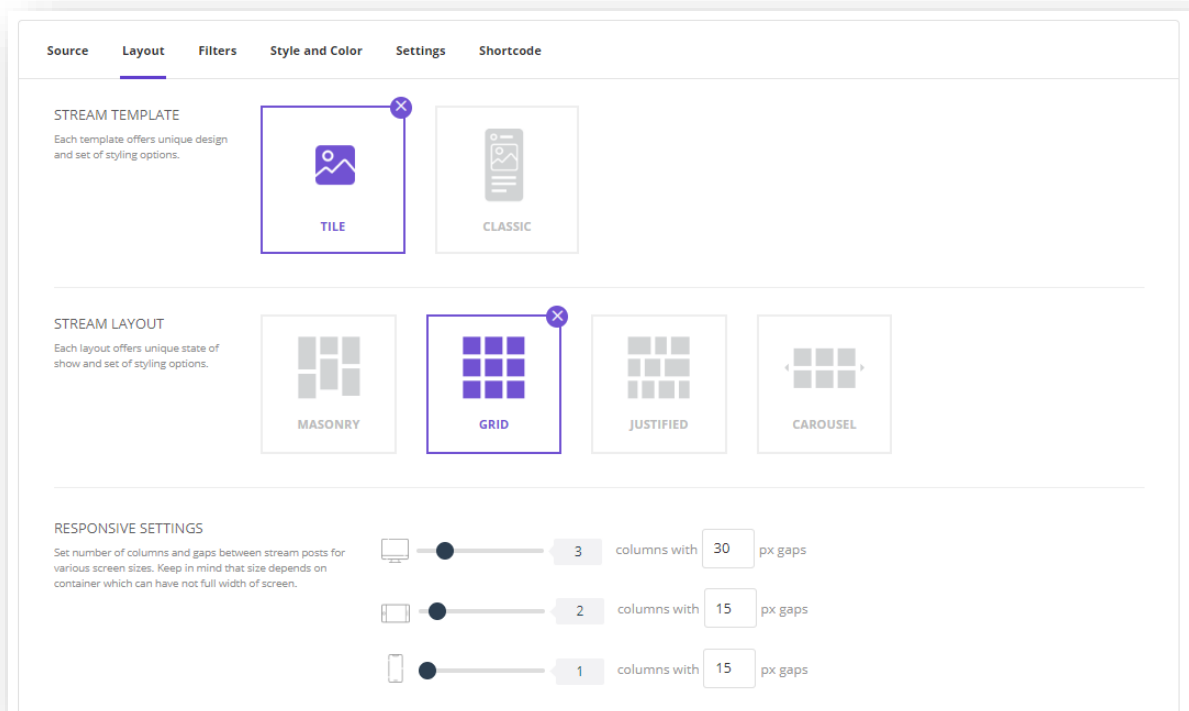 Source Layout Filters Style and Color Settings Shortcode
STREAM TEMPLATE
Each template offers unique design
and set of styling options.
TILE
CLASSIC
STREAM LAYOUT
Each layout offers unique state of
show and set of styling options.
MASONRY
GRID
JUSTIFIED
CAROUSEL
RESPONSIVE SETTINGS
Set number of columns and gaps between stream posts for
various screen sizes. Keep in mind that size depends on
container which can have not full width of screen.
3 columns with 30 px gaps
2 columns with 15 px gaps
1 columns with 15 px gaps